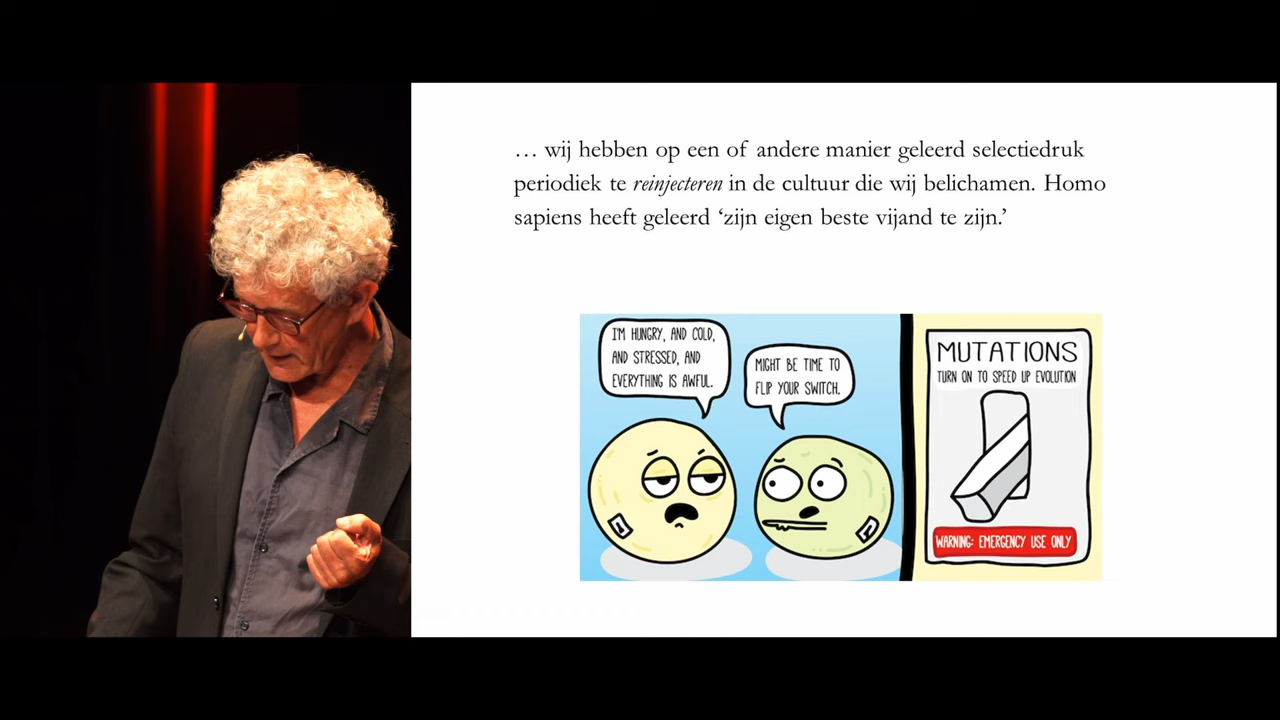 … wij hebben op een of andere manier geleerd selectiedruk
periodiek te reinjecteren in de cultuur die wij belichamen. Homo
sapiens heeft geleerd ‘zijn eigen beste vijand te zijn.’
I'M HUNGRY, AND COLD,
AND STRESSED, AND
EVERYTHING IS AWFUL.
MIGHT BE TIME TO
FLIP YOUR SWITCH.
MUTATIONS
TURN ON TO SPEED UP EVOLUTION
WARNING: EMERGENCY USE ONLY